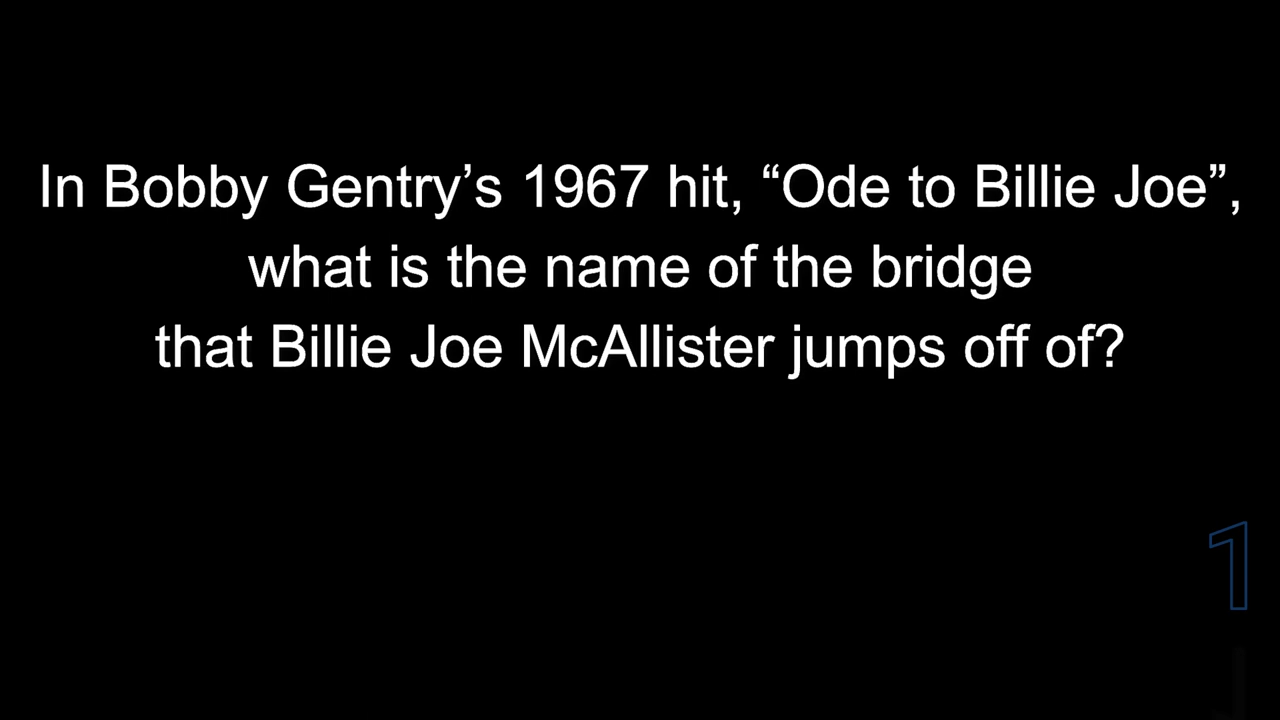 In Bobby Gentry’s 1967 hit, “Ode to Billie Joe”,
what is the name of the bridge
that Billie Joe McAllister jumps off of?
1